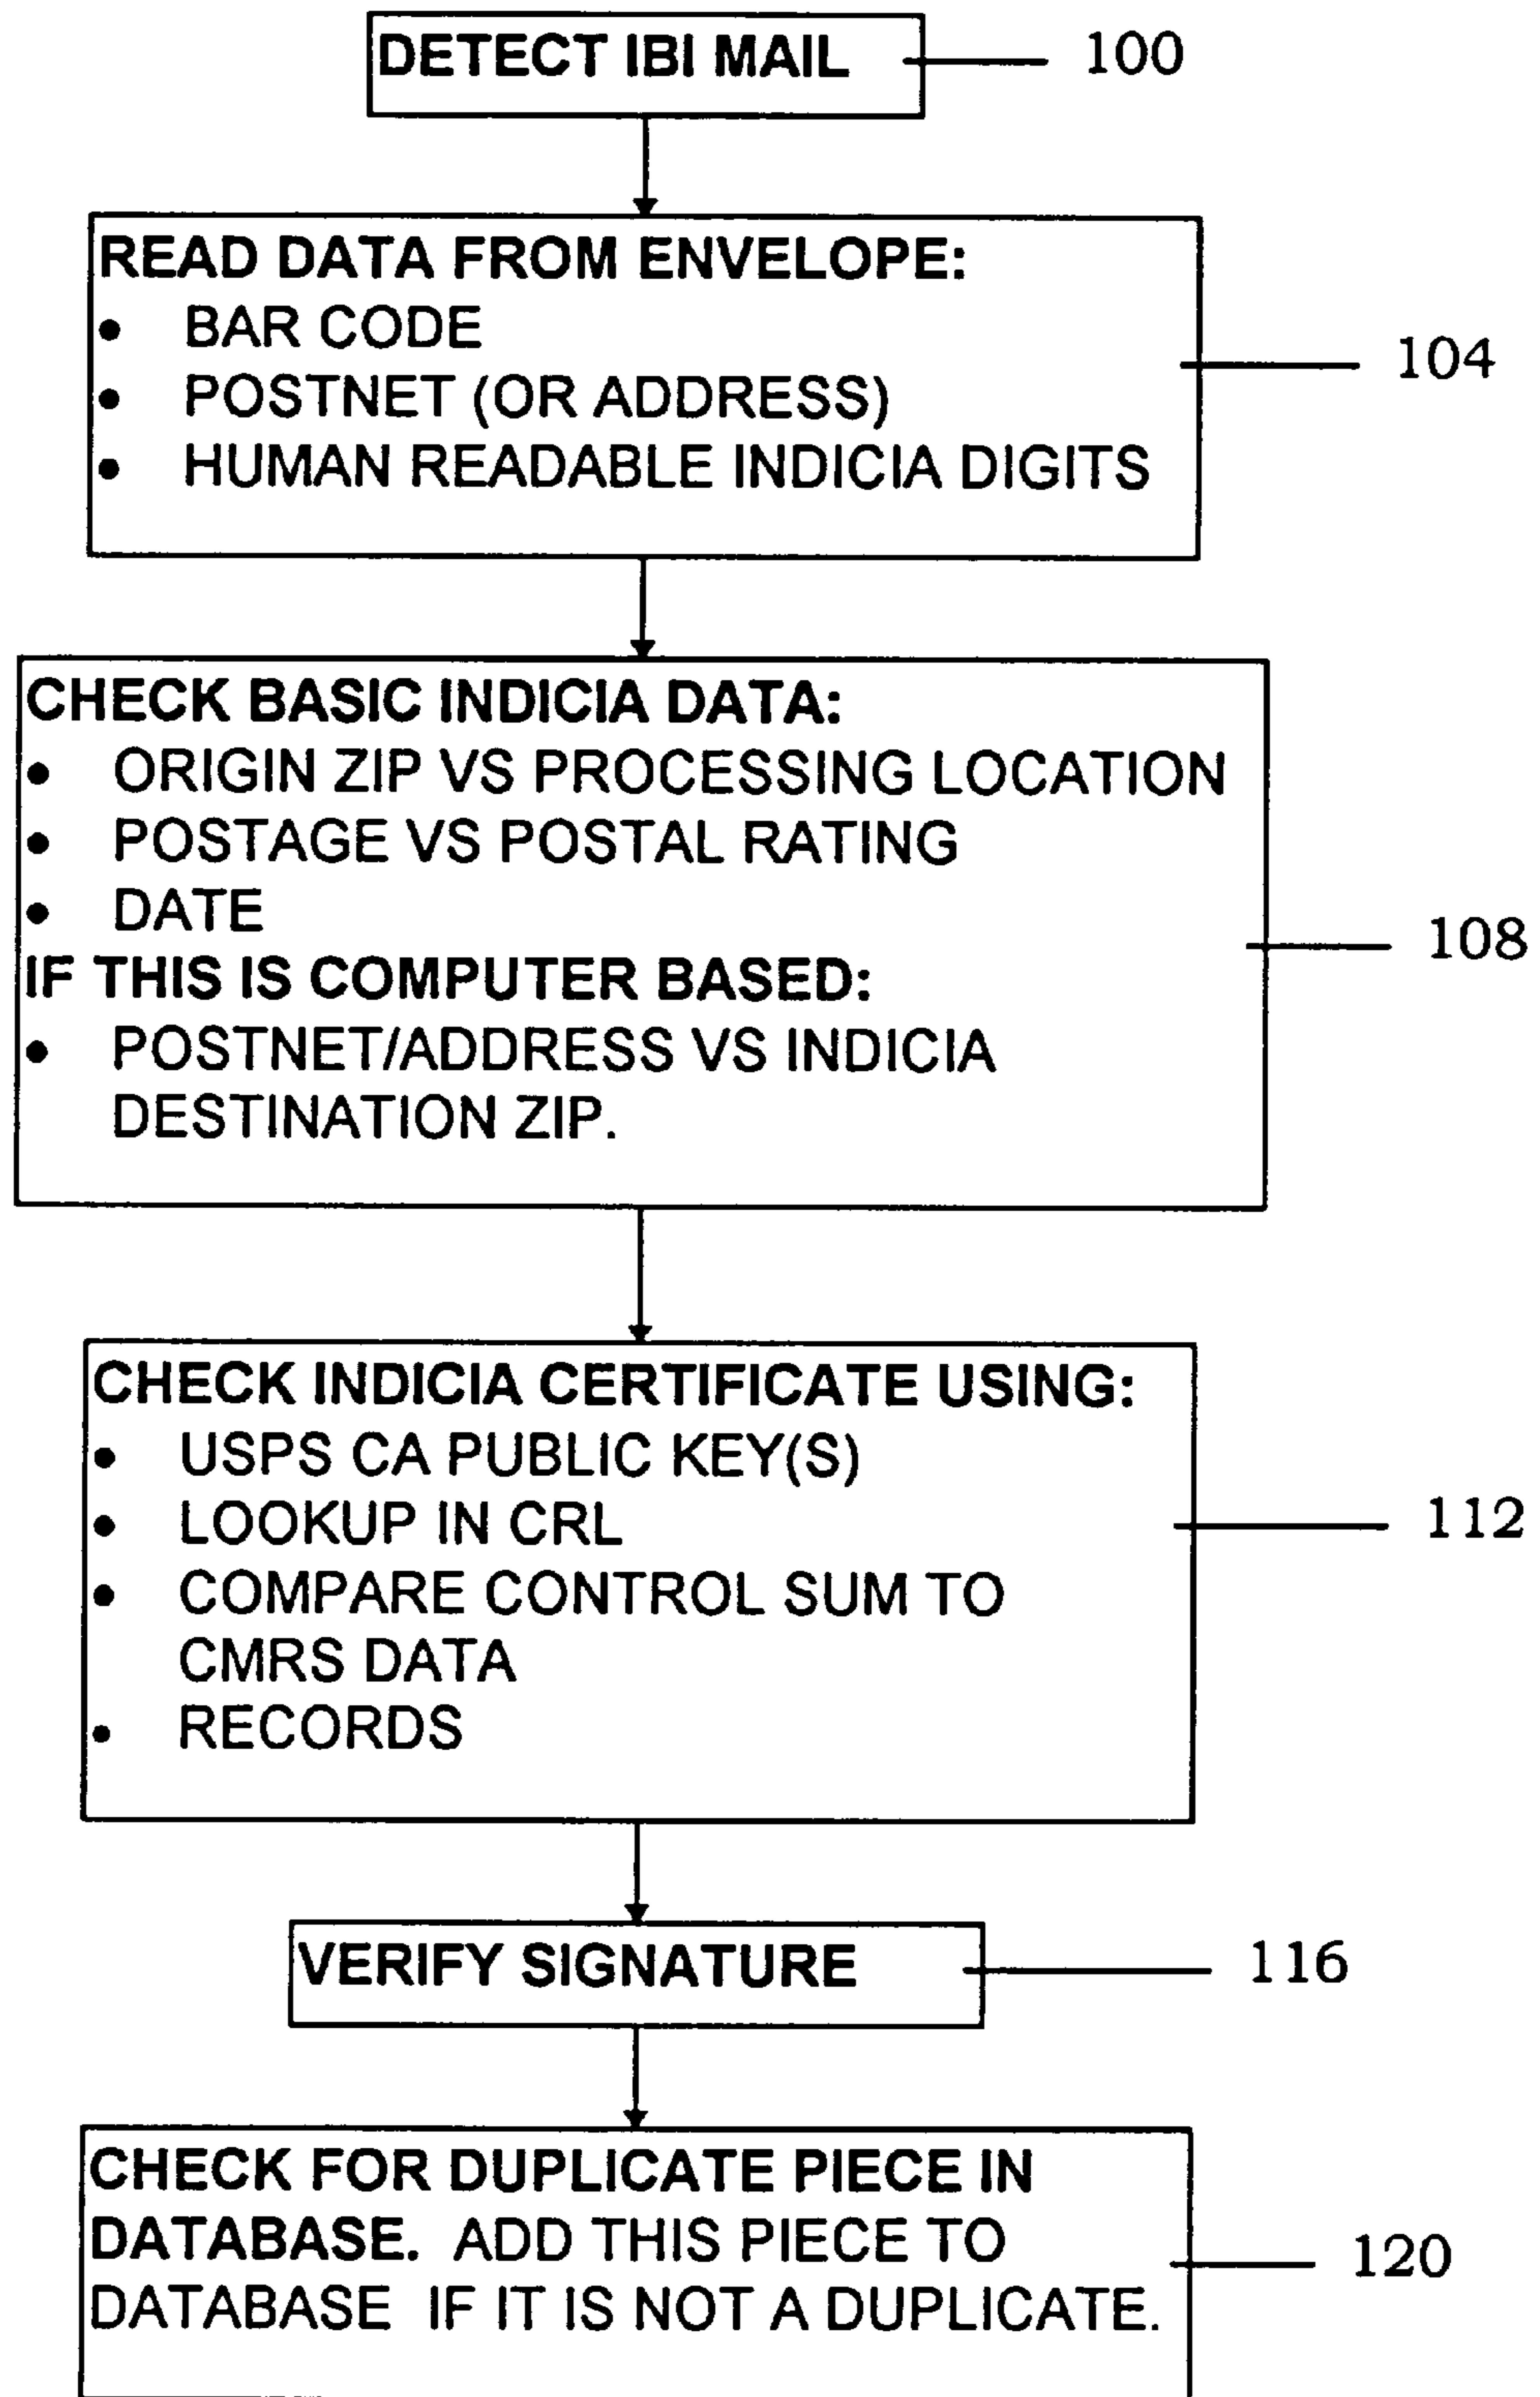 DETECT IBI MAIL 100
READ DATA FROM ENVELOPE:
• BAR CODE
• POSTNET (OR ADDRESS)
104
• HUMAN READABLE INDICIA DIGITS
CHECK BASIC INDICIA DATA:
• ORIGIN ZIP VS PROCESSING LOCATION
• POSTAGE VS POSTAL RATING
• DATE
108
IF THIS IS COMPUTER BASED:
• POSTNET/ADDRESS VS INDICIA
DESTINATION ZIP.
CHECK INDICIA CERTIFICATE USING:
• USPS CA PUBLIC KEY(S)
• LOOKUP IN CRL
112
• COMPARE CONTROL SUM TO
CMRS DATA
• RECORDS
VERIFY SIGNATURE 116
CHECK FOR DUPLICATE PIECE IN
DATABASE. ADD THIS PIECE TO
120
DATABASE IF IT IS NOT A DUPLICATE.